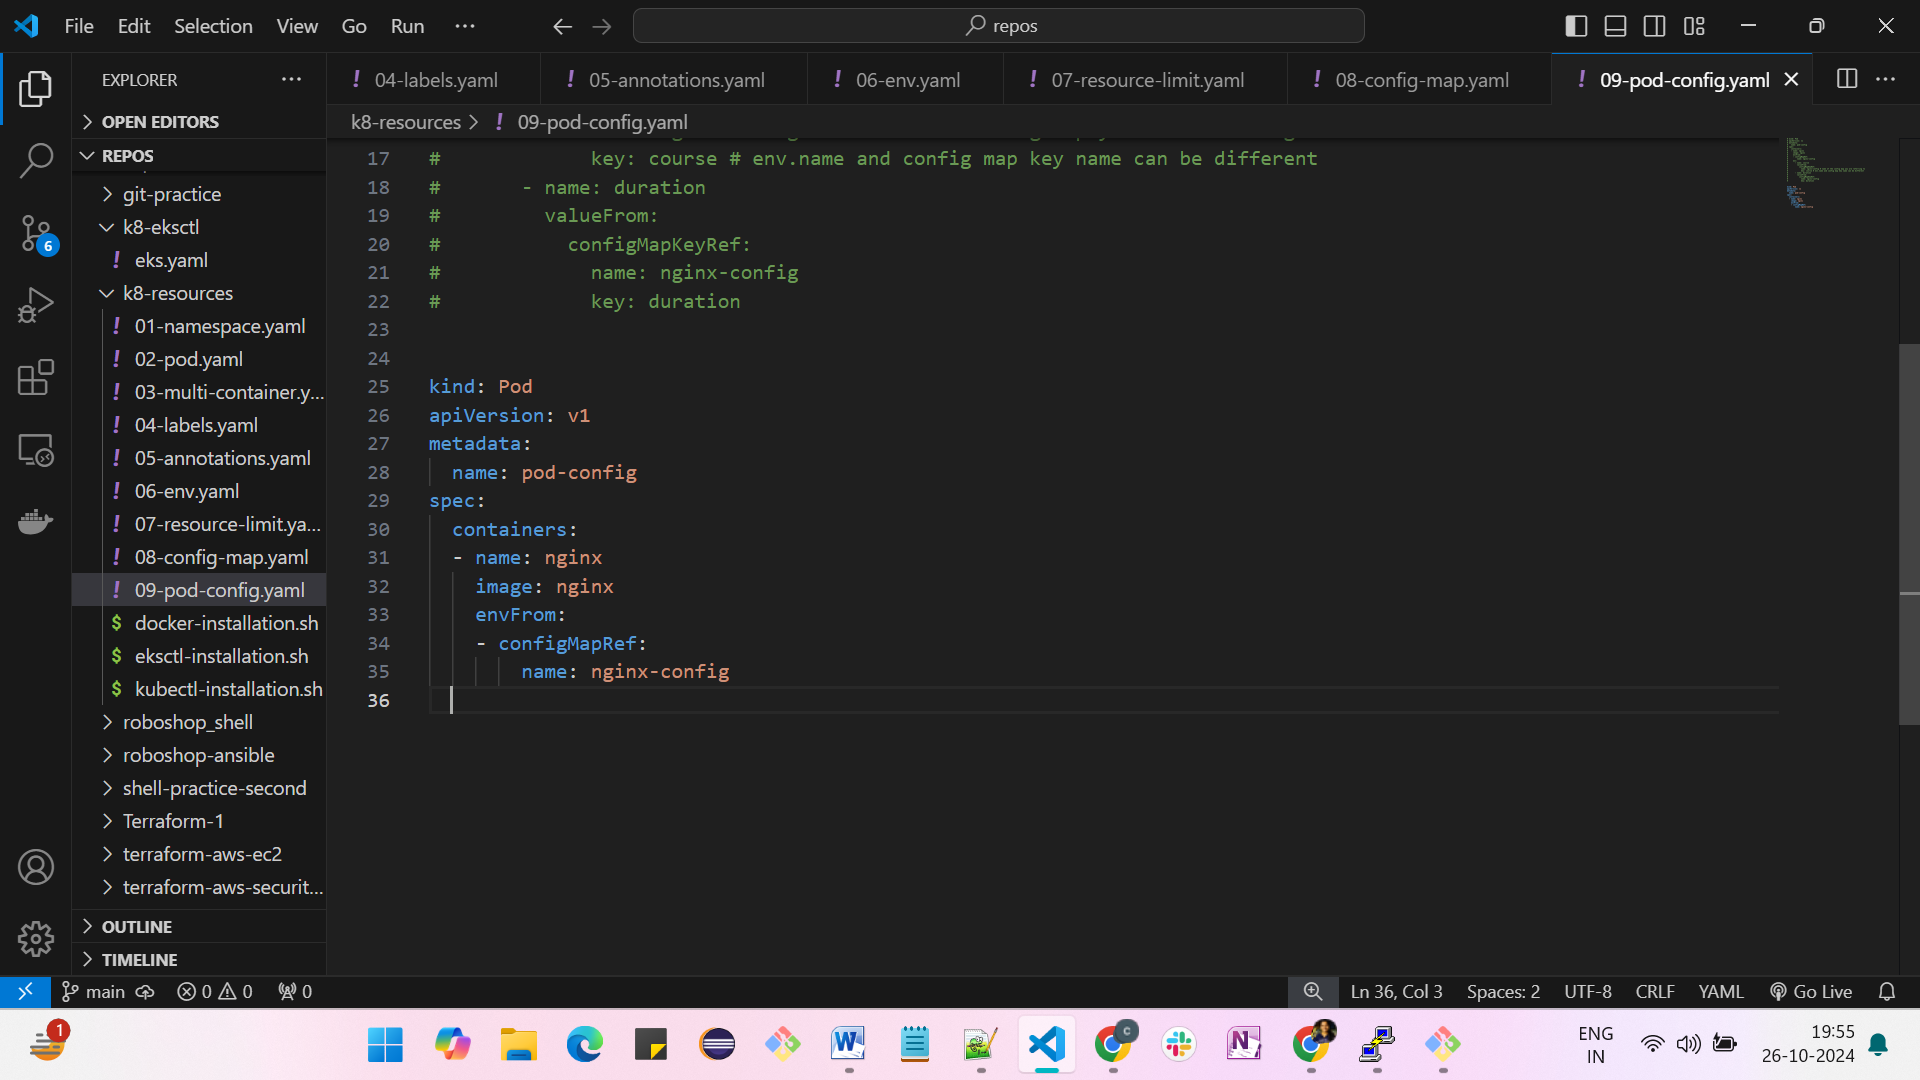 File Edit Selection View Go Run ···
repos
EXPLORER
OPEN EDITORS
REPOS
git-practice
k8-eksctl
! eks.yaml
k8-resources
! 01-namespace.yaml
! 02-pod.yaml
! 03-multi-container.y...
! 04-labels.yaml
! 05-annotations.yaml
! 06-env.yaml
! 07-resource-limit.ya...
! 08-config-map.yaml
! 09-pod-config.yaml
$ docker-installation.sh
$ eksctl-installation.sh
$ kubectl-installation.sh
roboshop_shell
roboshop-ansible
shell-practice-second
Terraform-1
terraform-aws-ec2
terraform-aws-securit...
OUTLINE
TIMELINE
6
! 04-labels.yaml ! 05-annotations.yaml ! 06-env.yaml ! 07-resource-limit.yaml ! 08-config-map.yaml ! 09-pod-config.yaml
k8-resources > ! 09-pod-config.yaml
17 # key: course # env.name and config map key name can be different
18 # - name: duration
19 # valueFrom:
20 # configMapKeyRef:
21 # name: nginx-config
22 # key: duration
23
24
25 kind: Pod
26 apiVersion: v1
27 metadata:
28 name: pod-config
29 spec:
30 containers:
31 - name: nginx
32 image: nginx
33 envFrom:
34 - configMapRef:
35 name: nginx-config
36
main 0 0 0 Ln 36, Col 3 Spaces: 2 UTF-8 CRLF YAML Go Live
1
W
N
C
ENG
IN
19:55
26-10-2024